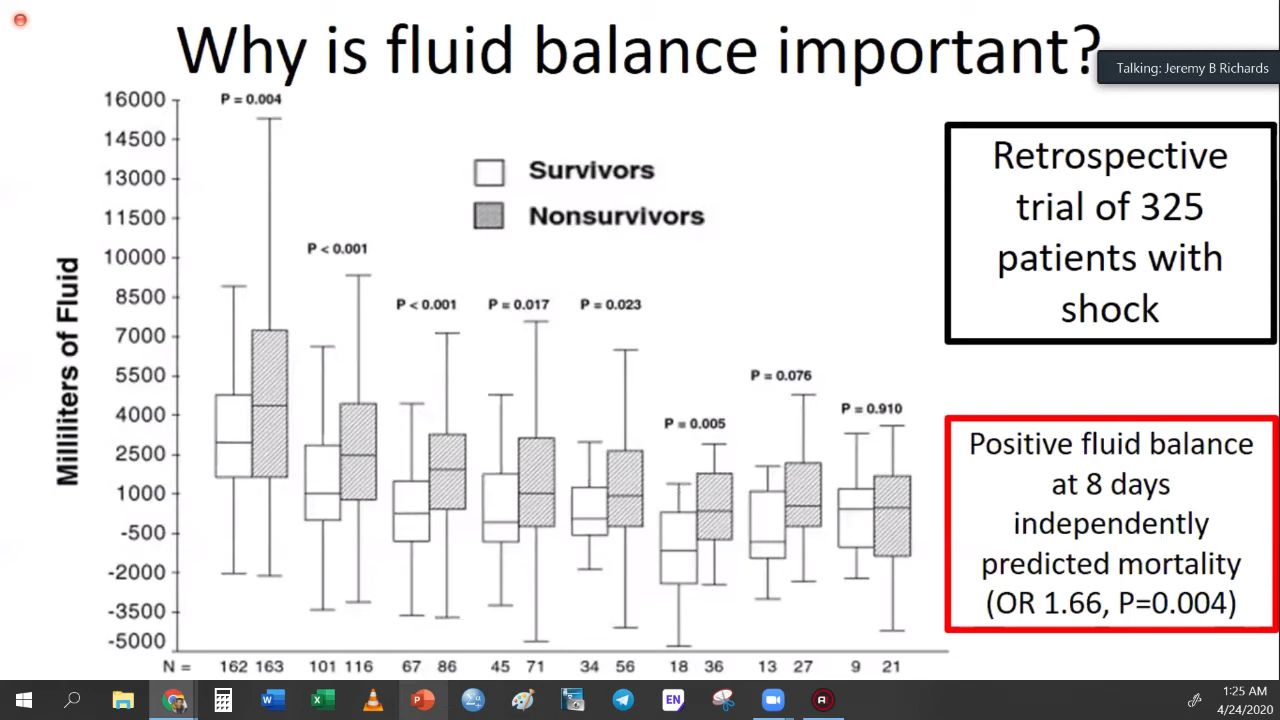 Why is fluid balance important?
Talking: Jeremy B Richards
16000
14500
13000
11500
10000
8500
7000
5500
4000
2500
1000
-500
-2000
-3500
-5000
Milliliters of Fluid
P = 0.004
P < 0.001
P < 0.001
P = 0.017
P = 0.023
P = 0.005
P = 0.076
P = 0.910
Survivors
Nonsurvivors
N = 162 163 101 116 67 86 45 71 34 56 18 36 13 27 9 21
Retrospective
trial of 325
patients with
shock
Positive fluid balance
at 8 days
independently
predicted mortality
(OR 1.66, P=0.004)
W
X
P
EN
1:25 AM
4/24/2020